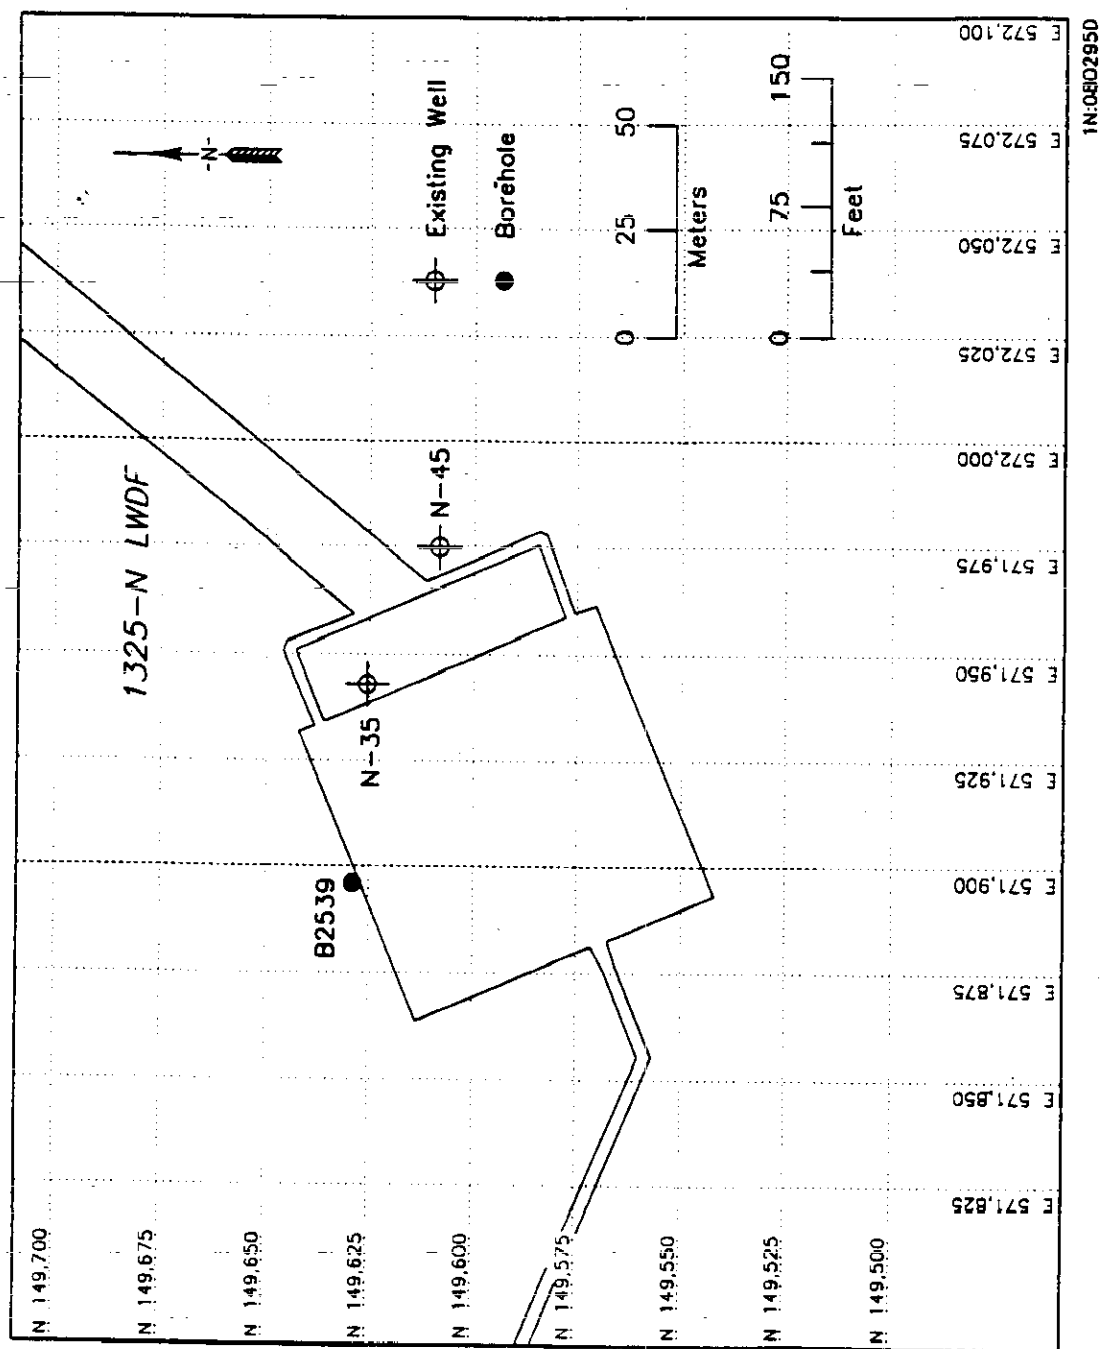 1325-N LWDF
-N-
Existing Well
Borehole
0 25 50
Meters
0 75 150
Feet
N-45
N-35
B2539
N 149,700
N 149,675
N 149,650
N 149,625
N 149,600
N 149,575
N 149,550
N 149,525
N 149,500
E 571,825
E 571,850
E 571,875
E 571,900
E 571,925
E 571,950
E 571,975
E 572,000
E 572,025
E 572,050
E 572,075
E 572,100
1N:0802950